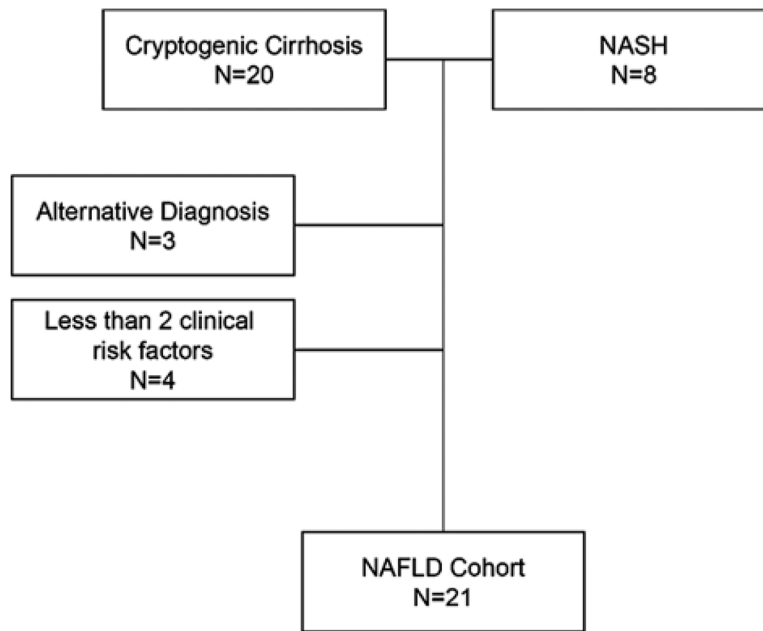 Cryptogenic Cirrhosis
N=20
NASH
N=8
Alternative Diagnosis
N=3
Less than 2 clinical
risk factors
N=4
NAFLD Cohort
N=21